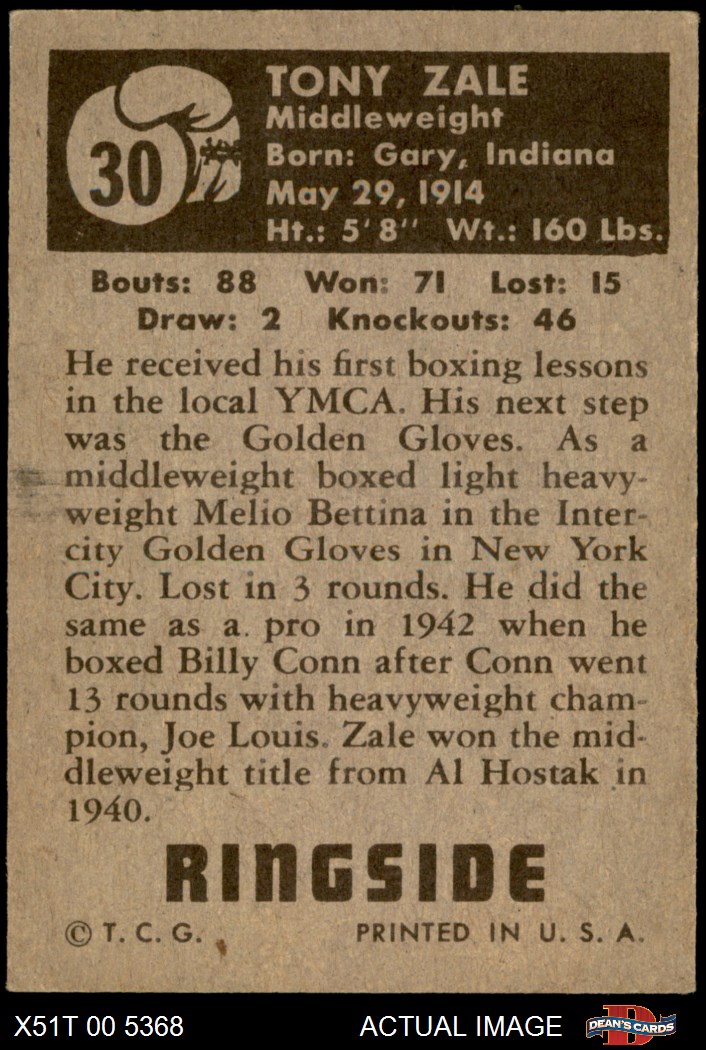 30
TONY ZALE
Middleweight
Born: Gary, Indiana
May 29, 1914
Ht.: 5'8" Wt.: 160 Lbs.
Bouts: 88 Won: 71 Lost: 15
Draw: 2 Knockouts: 46
He received his first boxing lessons
in the local YMCA. His next step
was the Golden Gloves. As a
middleweight boxed light heavy-
weight Melio Bettina in the Inter-
city Golden Gloves in New York
City. Lost in 3 rounds. He did the
same as a pro in 1942 when he
boxed Billy Conn after Conn went
13 rounds with heavyweight cham-
pion, Joe Louis. Zale won the mid-
dleweight title from Al Hostak in
1940.
RINGSIDE
© T. C. G. PRINTED IN U. S. A.
X51T 00 5368 ACTUAL IMAGE DEAN'S CARDS